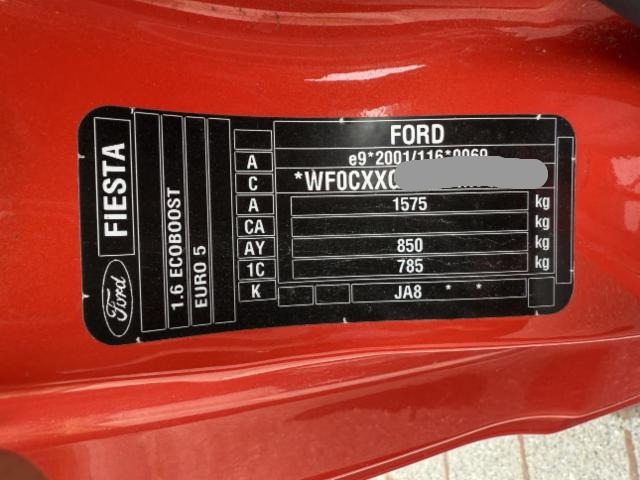 FORD
e9*2001/116*0069
*WF0CXX
1575 kg
kg
850 kg
785 kg
JA8 * *
A
C
A
CA
AY
1C
K
FIESTA
Ford
1.6 ECOBOOST
EURO 5